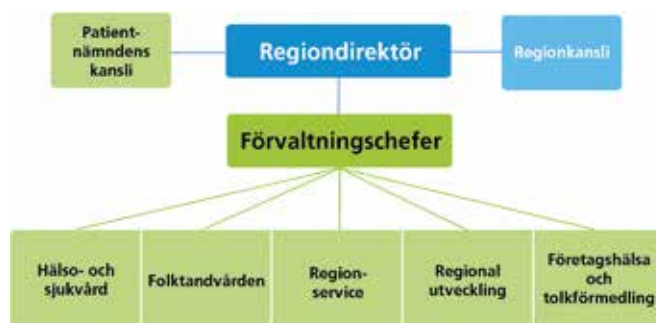 Patient-
nämndens
kansli
Regiondirektör
Regionkansli
Förvaltningschefer
Hälso- och
sjukvård
Folktandvården
Region-
service
Regional
utveckling
Företagshälsa
och
tolkförmedling